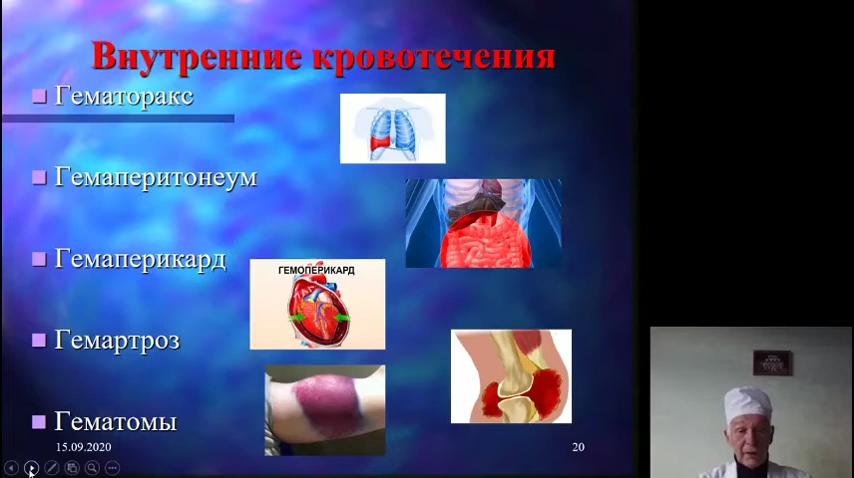 Внутренние кровотечения
Гематоракс
Гемаперитонеум
Гемаперикард
ГЕМОПЕРИКАРД
Гемартроз
Гематомы
15.09.2020
20